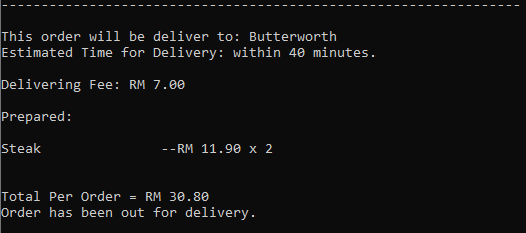 ----------------------------------------------------------------
This order will be deliver to: Butterworth
Estimated Time for Delivery: within 40 minutes.
Delivering Fee: RM 7.00
Prepared:
Steak               --RM 11.90 x 2
Total Per Order = RM 30.80
Order has been out for delivery.